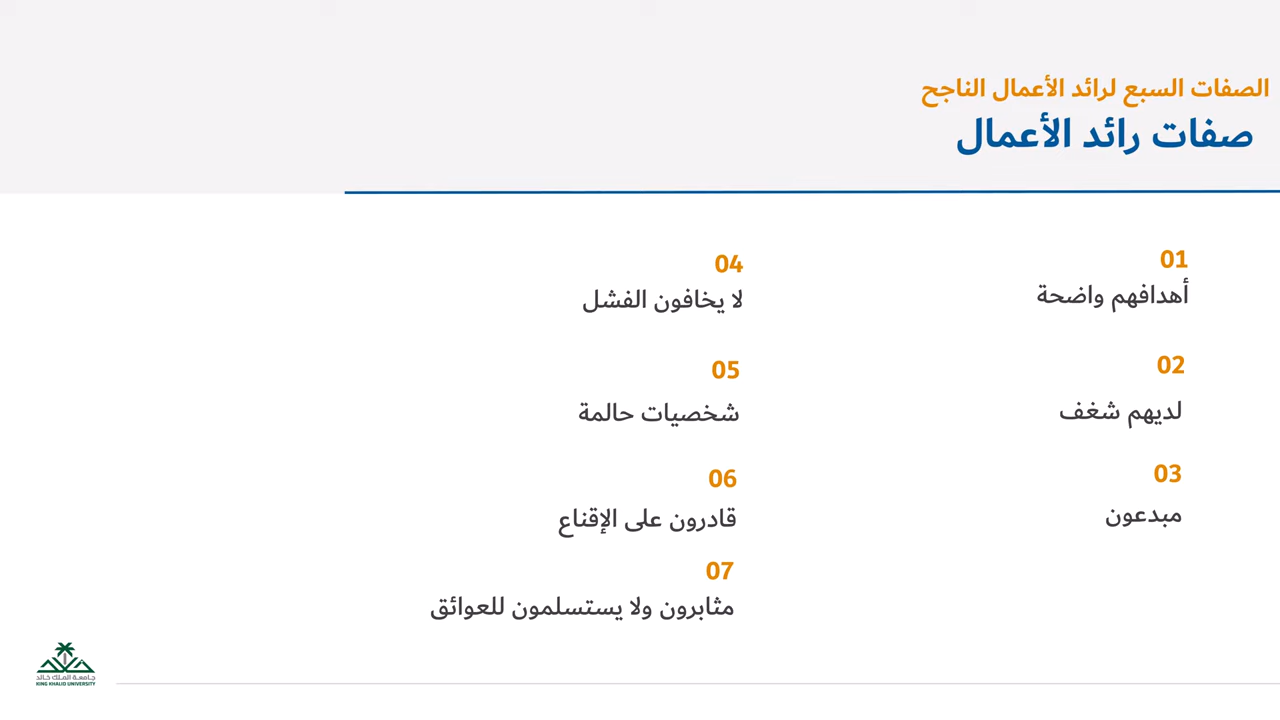 الصفات السبع لرائد الأعمال الناجح
صفات رائد الأعمال
01
أهدافهم واضحة
02
لديهم شغف
03
مبدعون
04
لا يخافون الفشل
05
شخصيات حالمة
06
قادرون على الإقناع
07
مثابرون ولا يستسلمون للعوائق
جامعة الملك خالد
KING KHALID UNIVERSITY